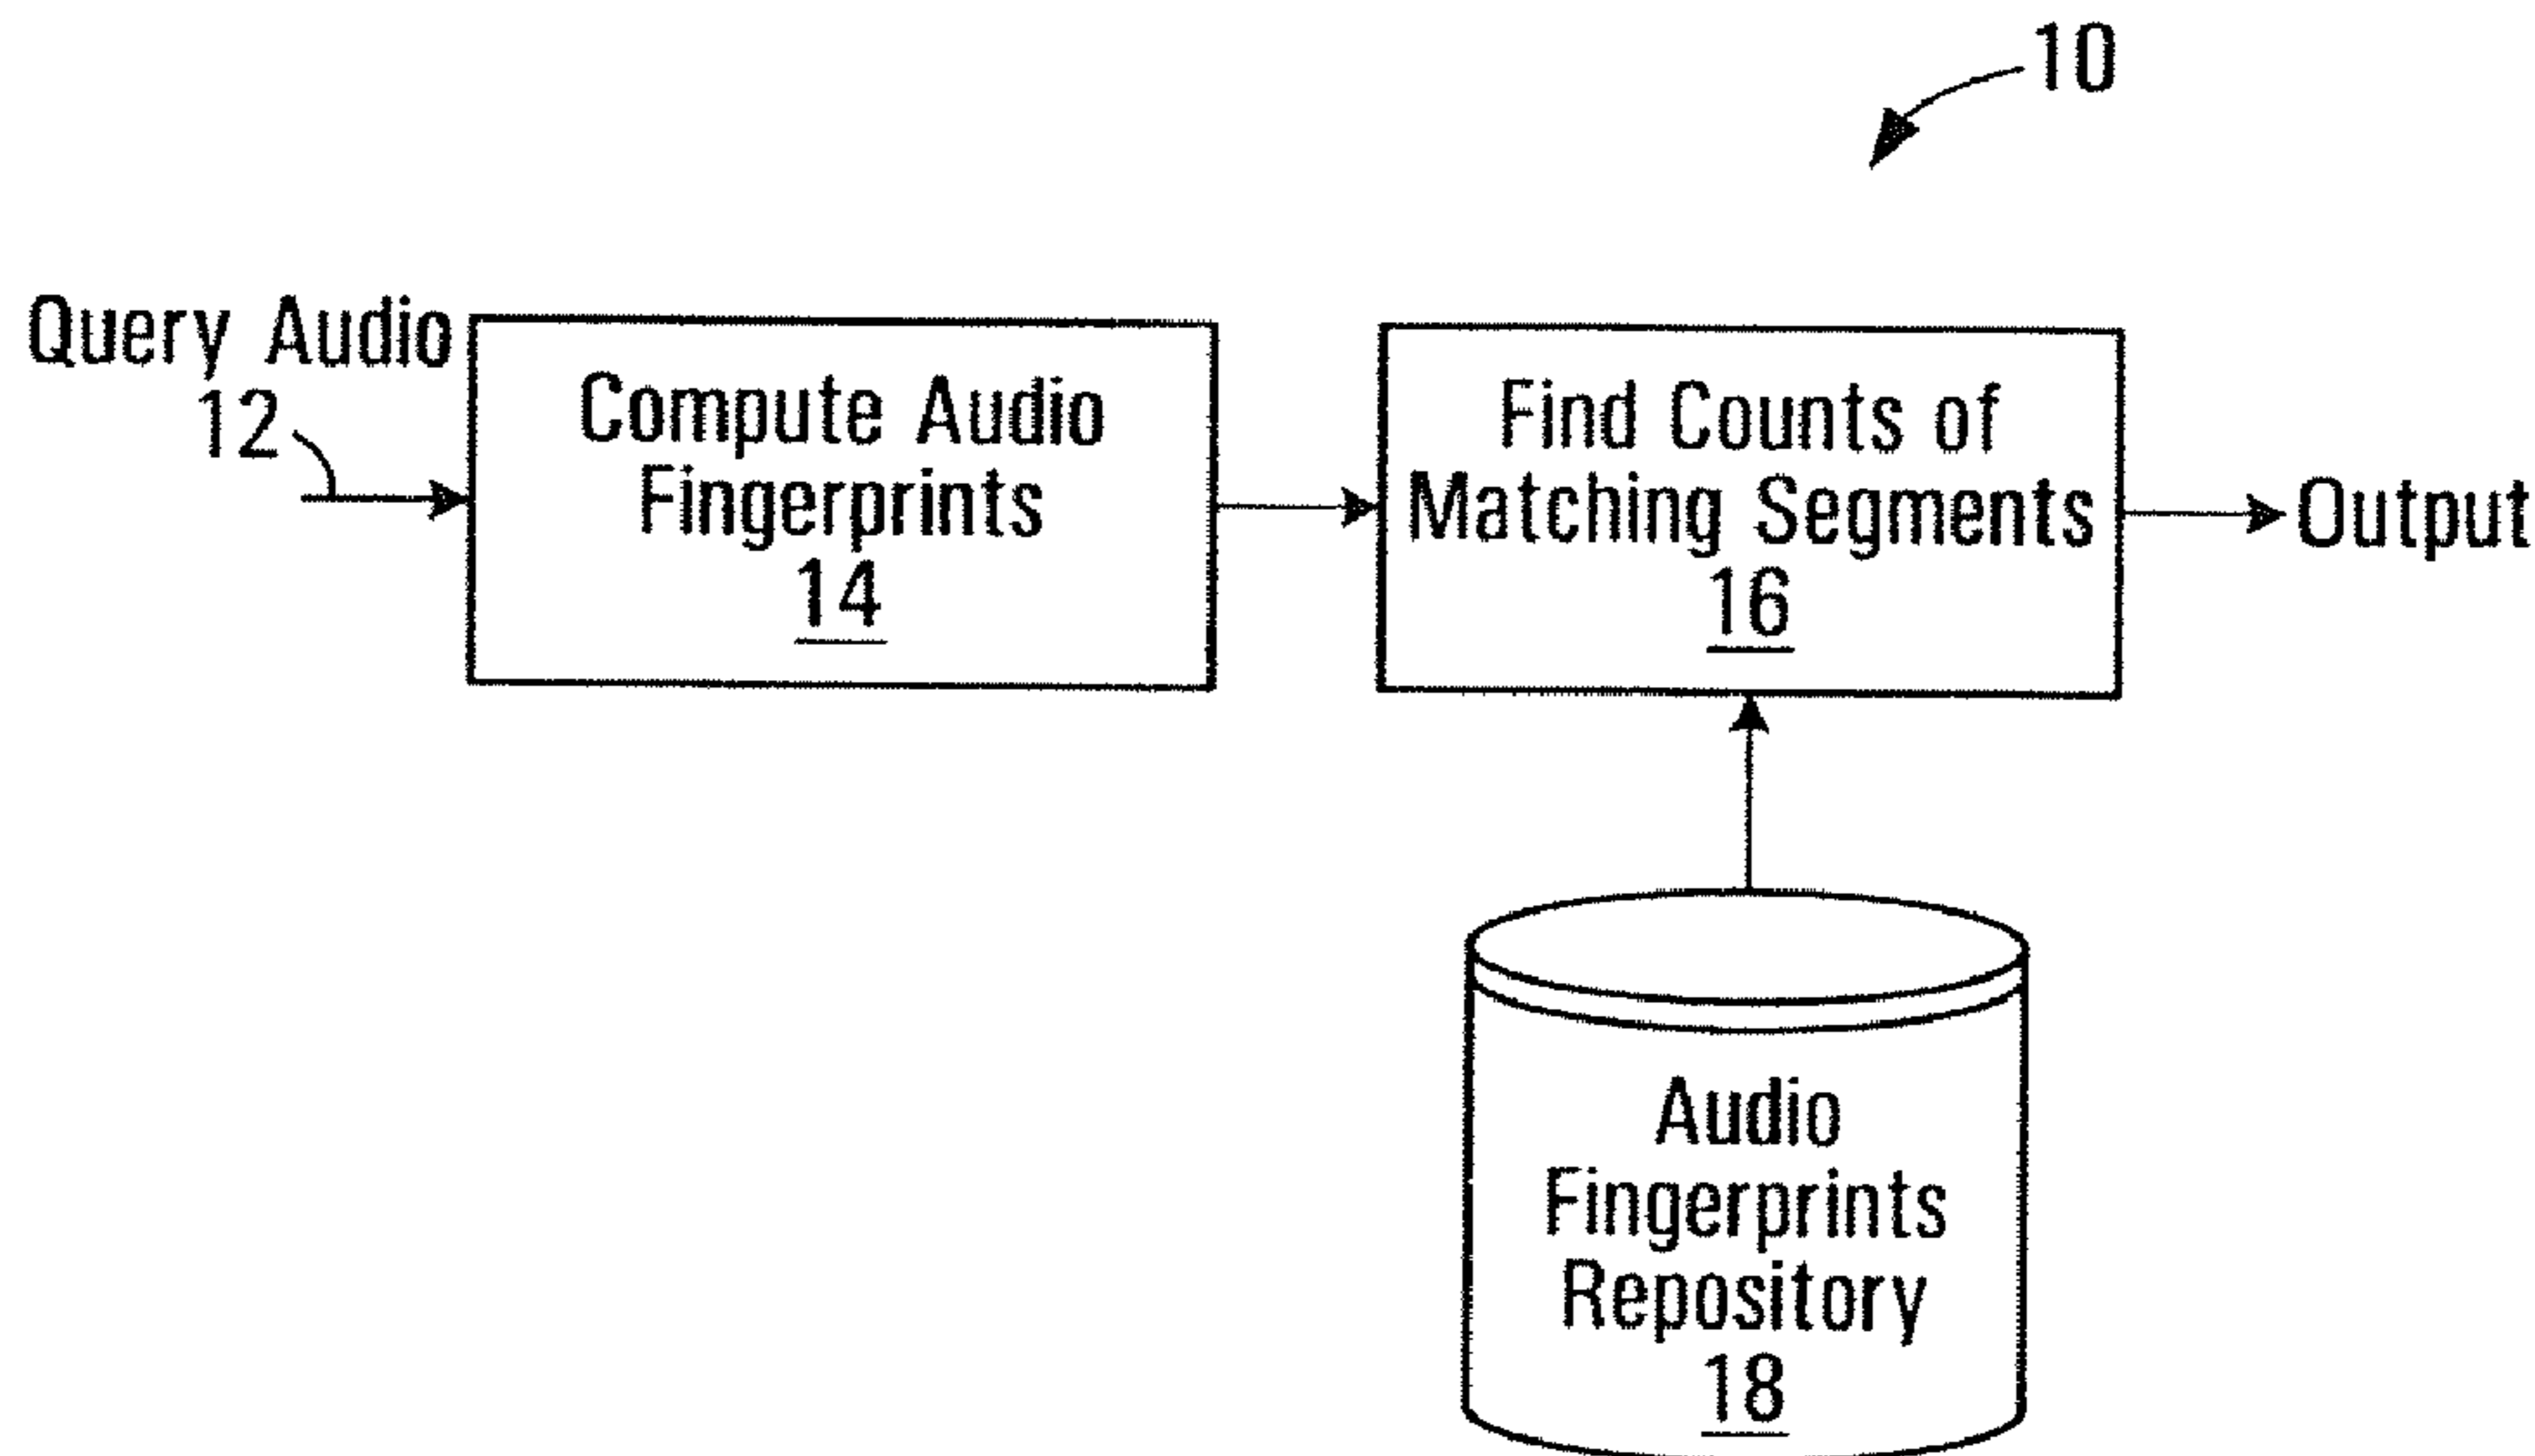 10
Query Audio
12
Compute Audio
Fingerprints
14
Find Counts of
Matching Segments
16
Output
Audio
Fingerprints
Repository
18